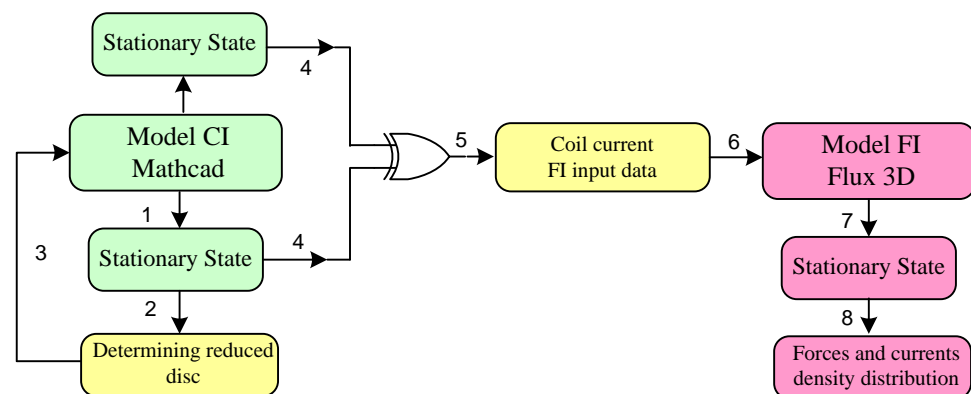 Stationary State
4
Model CI
Mathcad
1
3
Stationary State
4
2
Determining reduced
disc
5
Coil current
FI input data
6
Model FI
Flux 3D
7
Stationary State
8
Forces and currents
density distribution